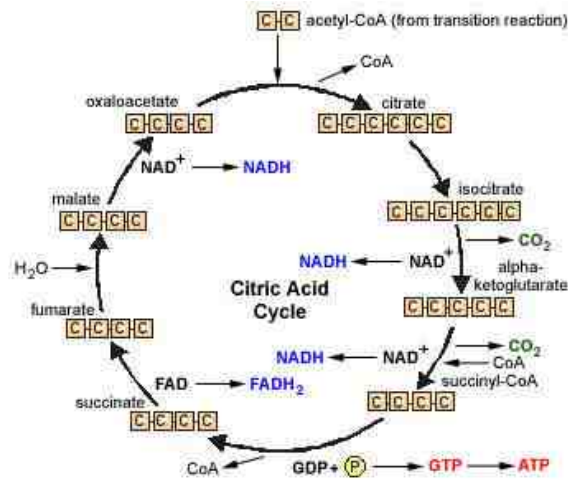 C C acetyl-CoA (from transition reaction)
CoA
oxaloacetate
C C C C
citrate
C C C C C C
NAD+ NADH
malate
C C C C
isocitrate
C C C C C C
CO2
H2O
NADH NAD+
alpha-
ketoglutarate
C C C C C
Citric Acid
Cycle
fumarate
C C C C
NADH NAD+
CO2
CoA
succinyl-CoA
C C C C
FAD FADH2
succinate
C C C C
CoA
GDP+ P GTP ATP